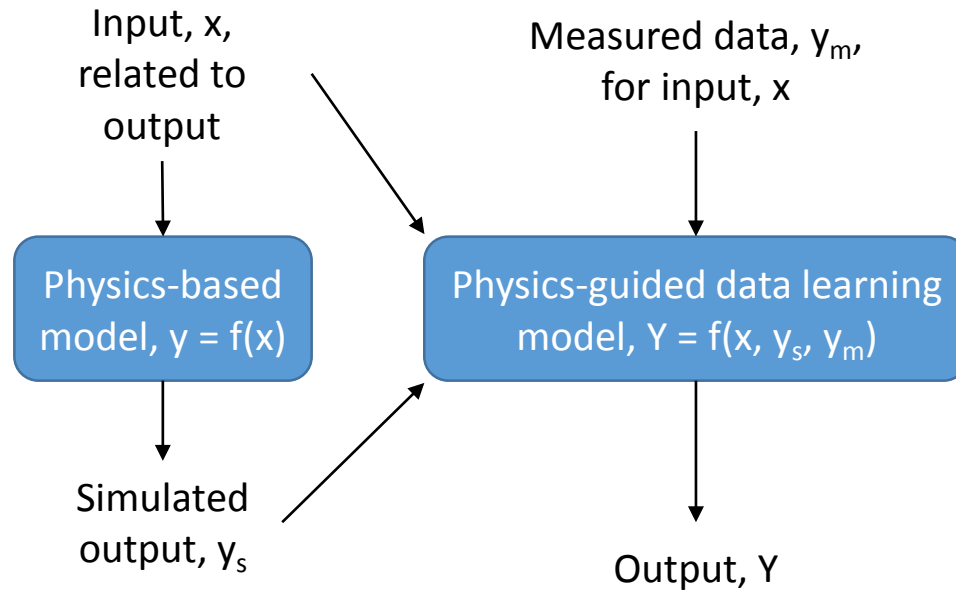 Input, x,
related to
output
Measured data, yₘ,
for input, x
Physics-based
model, y = f(x)
Physics-guided data learning
model, Y = f(x, yₛ, yₘ)
Simulated
output, yₛ
Output, Y